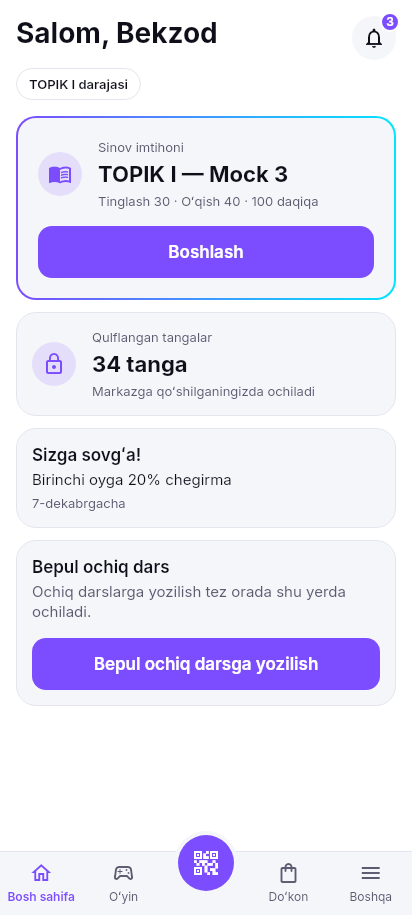 Salom, Bekzod
3
TOPIK I darajasi
Sinov imtihoni
TOPIK I — Mock 3
Tinglash 30 · Oʻqish 40 · 100 daqiqa
Boshlash
Qulflangan tangalar
34 tanga
Markazga qoʻshilganingizda ochiladi
Sizga sovgʻa!
Birinchi oyga 20% chegirma
7-dekabrgacha
Bepul ochiq dars
Ochiq darslarga yozilish tez orada shu yerda
ochiladi.
Bepul ochiq darsga yozilish
Bosh sahifa
Oʻyin
Doʻkon
Boshqa